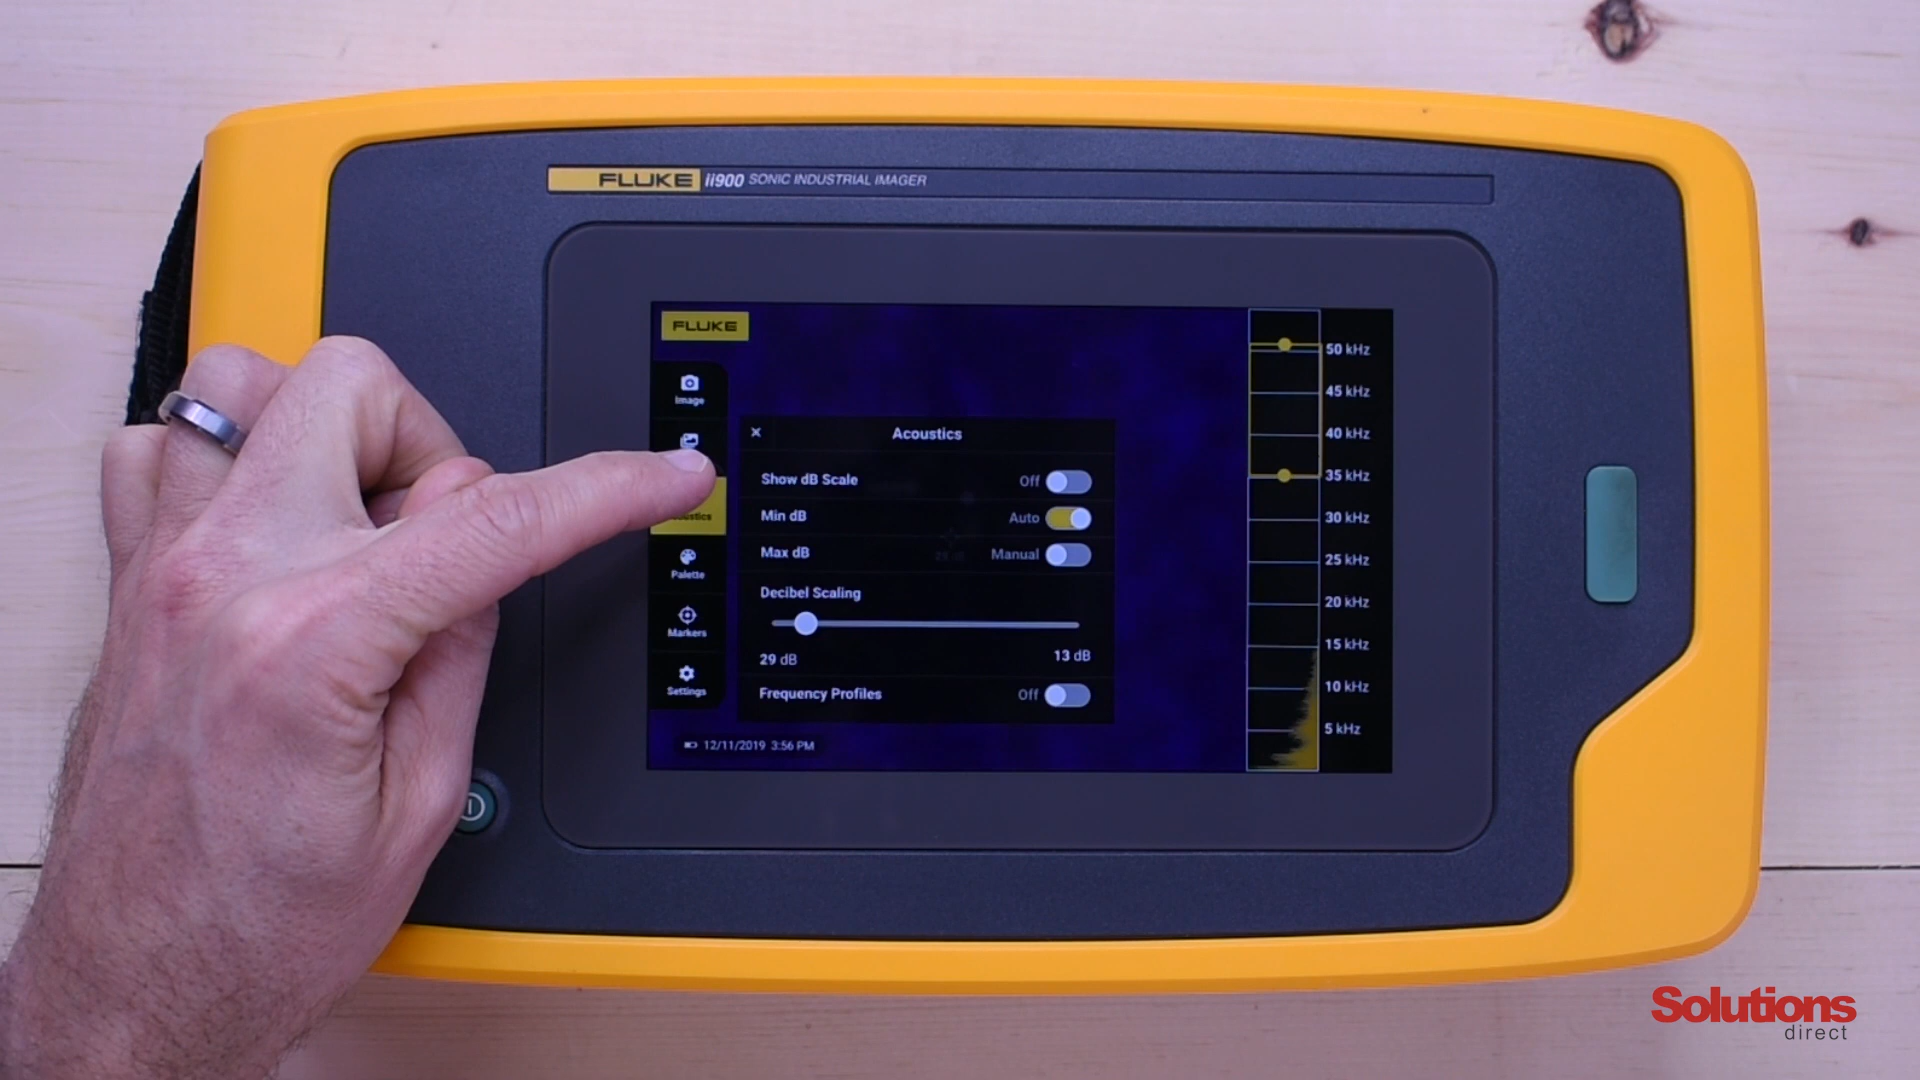 FLUKE ii900 SONIC INDUSTRIAL IMAGER
FLUKE
Image
Palette
Markers
Settings
Acoustics
Show dB Scale Off
Min dB Auto
Max dB Manual
Decibel Scaling
29 dB 13 dB
Frequency Profiles Off
12/11/2019 3:56 PM
50 kHz
45 kHz
40 kHz
35 kHz
30 kHz
25 kHz
20 kHz
15 kHz
10 kHz
5 kHz
Solutions
direct